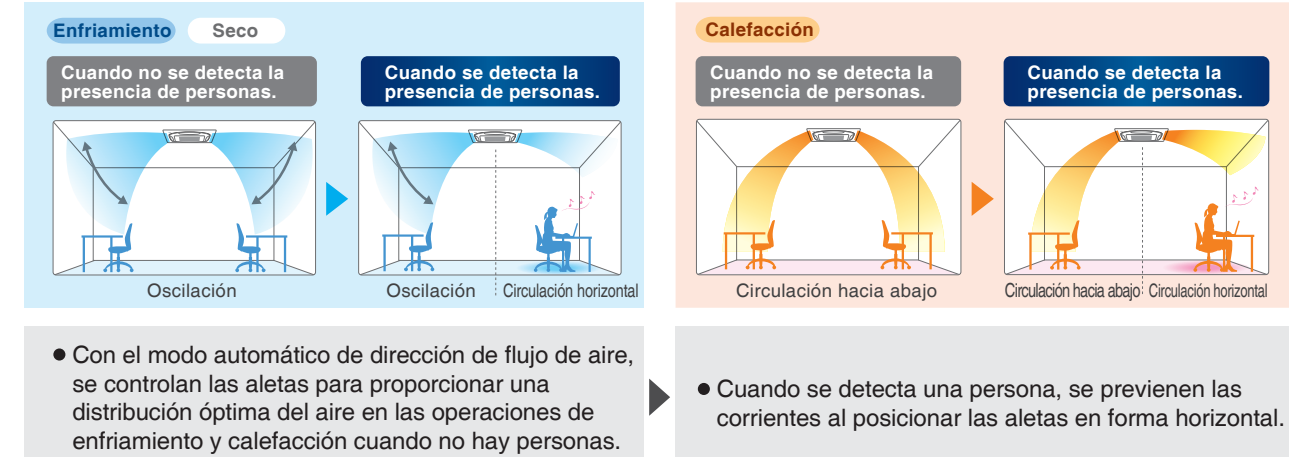 Enfriamiento
Seco
Cuando no se detecta la
presencia de personas.
Cuando se detecta la
presencia de personas.
Oscilación
Oscilación
Circulación horizontal
Calefacción
Cuando no se detecta la
presencia de personas.
Cuando se detecta la
presencia de personas.
Circulación hacia abajo
Circulación hacia abajo
Circulación horizontal
● Con el modo automático de dirección de flujo de aire,
se controlan las aletas para proporcionar una
distribución óptima del aire en las operaciones de
enfriamiento y calefacción cuando no hay personas.
● Cuando se detecta una persona, se previenen las
corrientes al posicionar las aletas en forma horizontal.